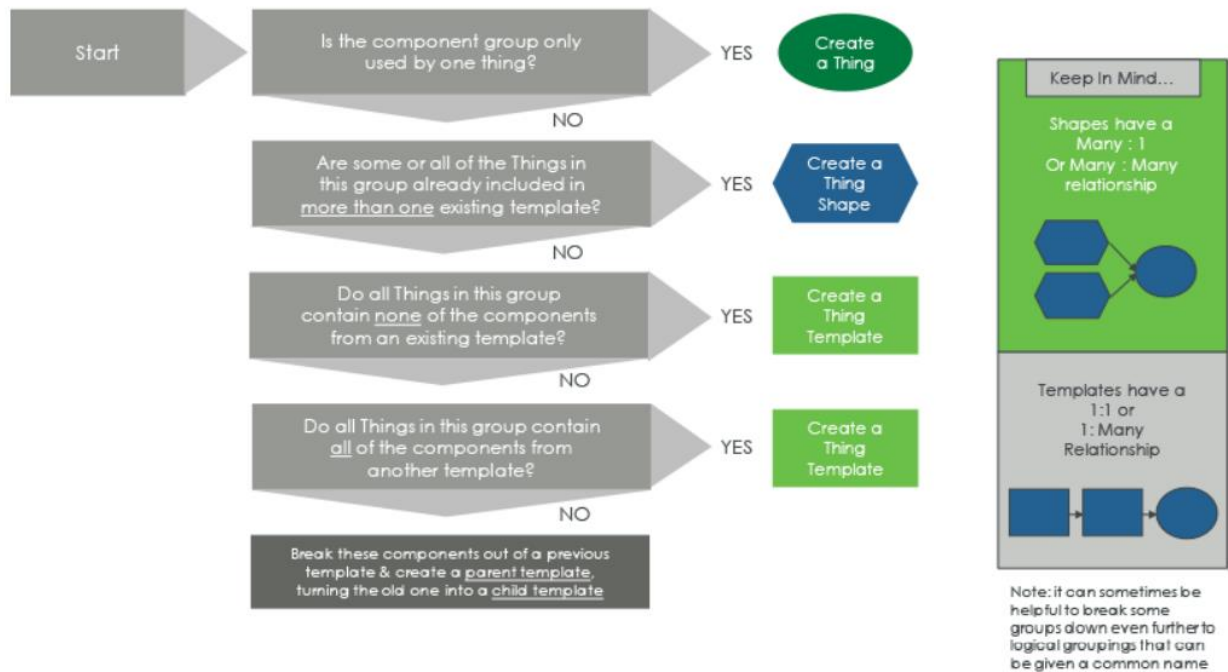 Start
Is the component group only
used by one thing?
YES
Create
a Thing
NO
Are some or all of the Things in
this group already included in
more than one existing template?
YES
Create a
Thing
Shape
NO
Do all Things in this group
contain none of the components
from an existing template?
YES
Create a
Thing
Template
NO
Do all Things in this group contain
all of the components from
another template?
YES
Create a
Thing
Template
NO
Break these components out of a previous
template & create a parent template,
turning the old one into a child template
Keep In Mind...
Shapes have a
Many : 1
Or Many : Many
relationship
Templates have a
1:1 or
1: Many
Relationship
Note: it can sometimes be
helpful to break some
groups down even further to
logical groupings that can
be given a common name